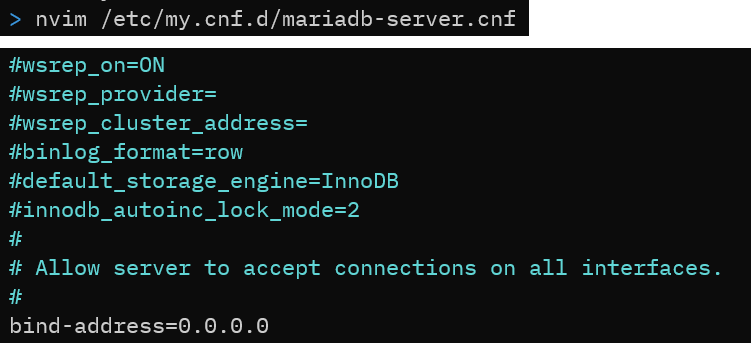 > nvim /etc/my.cnf.d/mariadb-server.cnf
#wsrep_on=ON
#wsrep_provider=
#wsrep_cluster_address=
#binlog_format=row
#default_storage_engine=InnoDB
#innodb_autoinc_lock_mode=2
#
# Allow server to accept connections on all interfaces.
#
bind-address=0.0.0.0